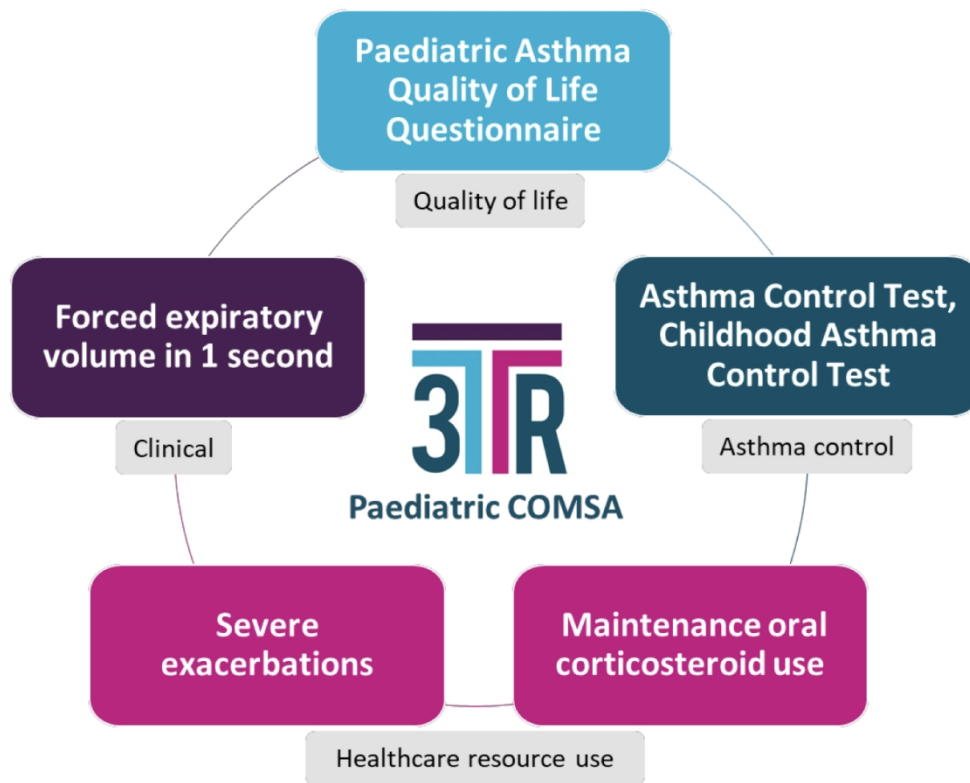 Paediatric Asthma
Quality of Life
Questionnaire
Quality of life
Forced expiratory
volume in 1 second
Clinical
Asthma Control Test,
Childhood Asthma
Control Test
Asthma control
3TR
Paediatric COMSA
Severe
exacerbations
Maintenance oral
corticosteroid use
Healthcare resource use